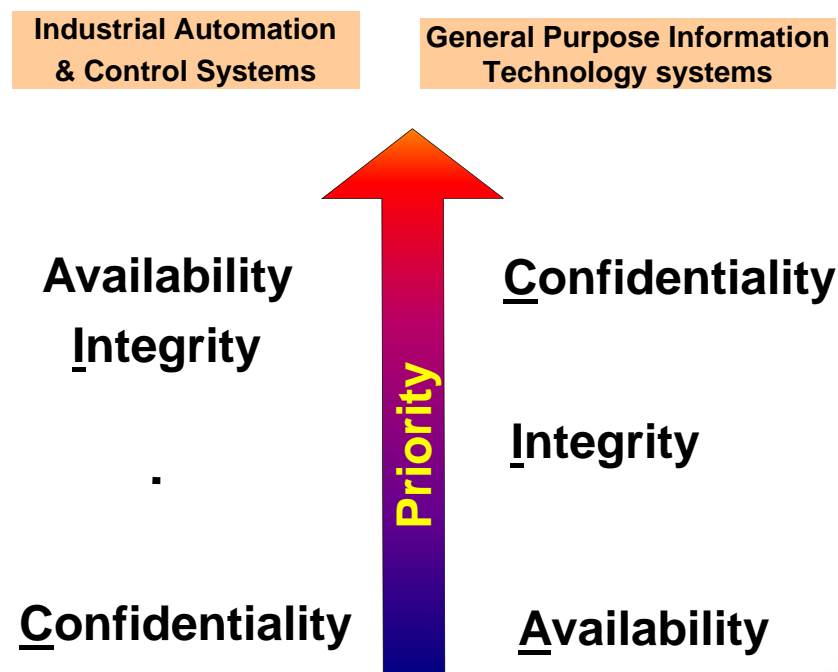 Industrial Automation
& Control Systems
General Purpose Information
Technology systems
Availability
Integrity
.
Confidentiality
Priority
Confidentiality
Integrity
Availability